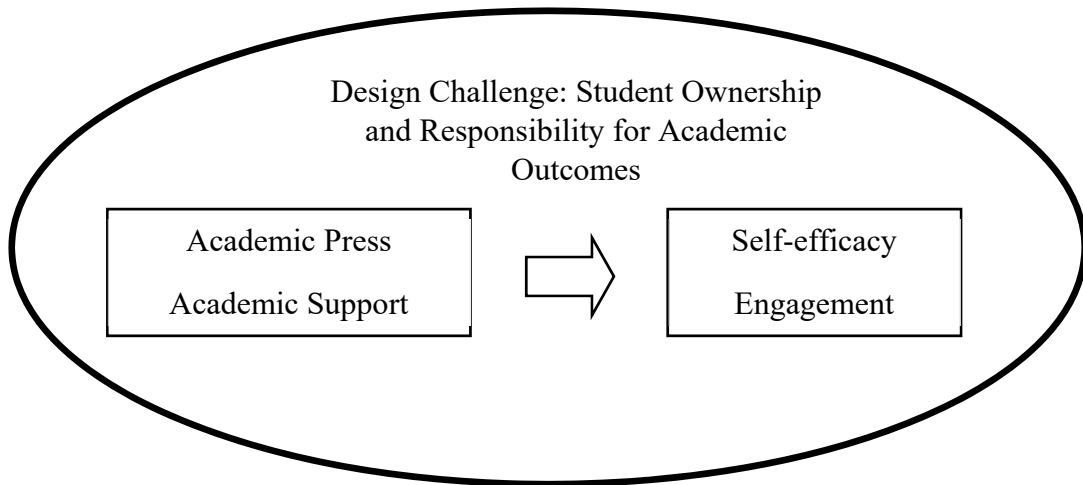 Design Challenge: Student Ownership
and Responsibility for Academic
Outcomes
Academic Press
Academic Support
Self-efficacy
Engagement